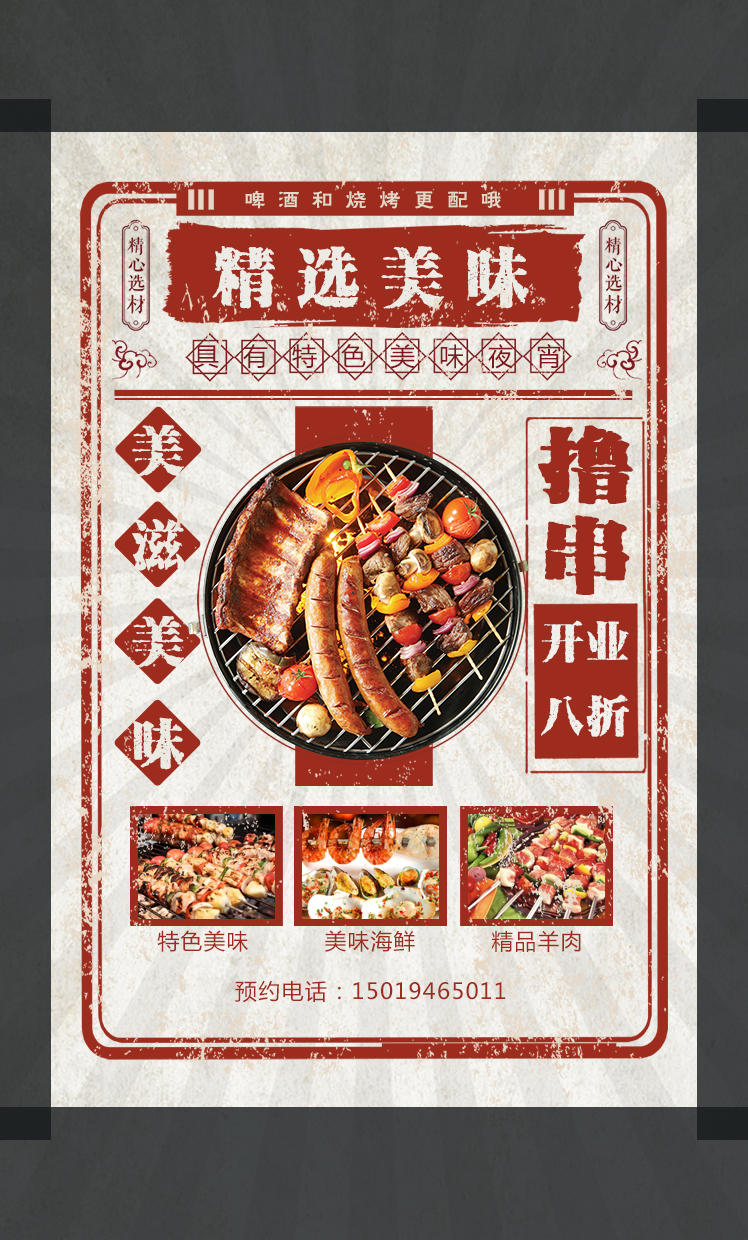 啤酒和烧烤更配哦
精选美味
精心选材
精心选材
具有特色美味夜宵
美滋美味
撸串
开业
八折
特色美味
美味海鲜
精品羊肉
预约电话：15019465011